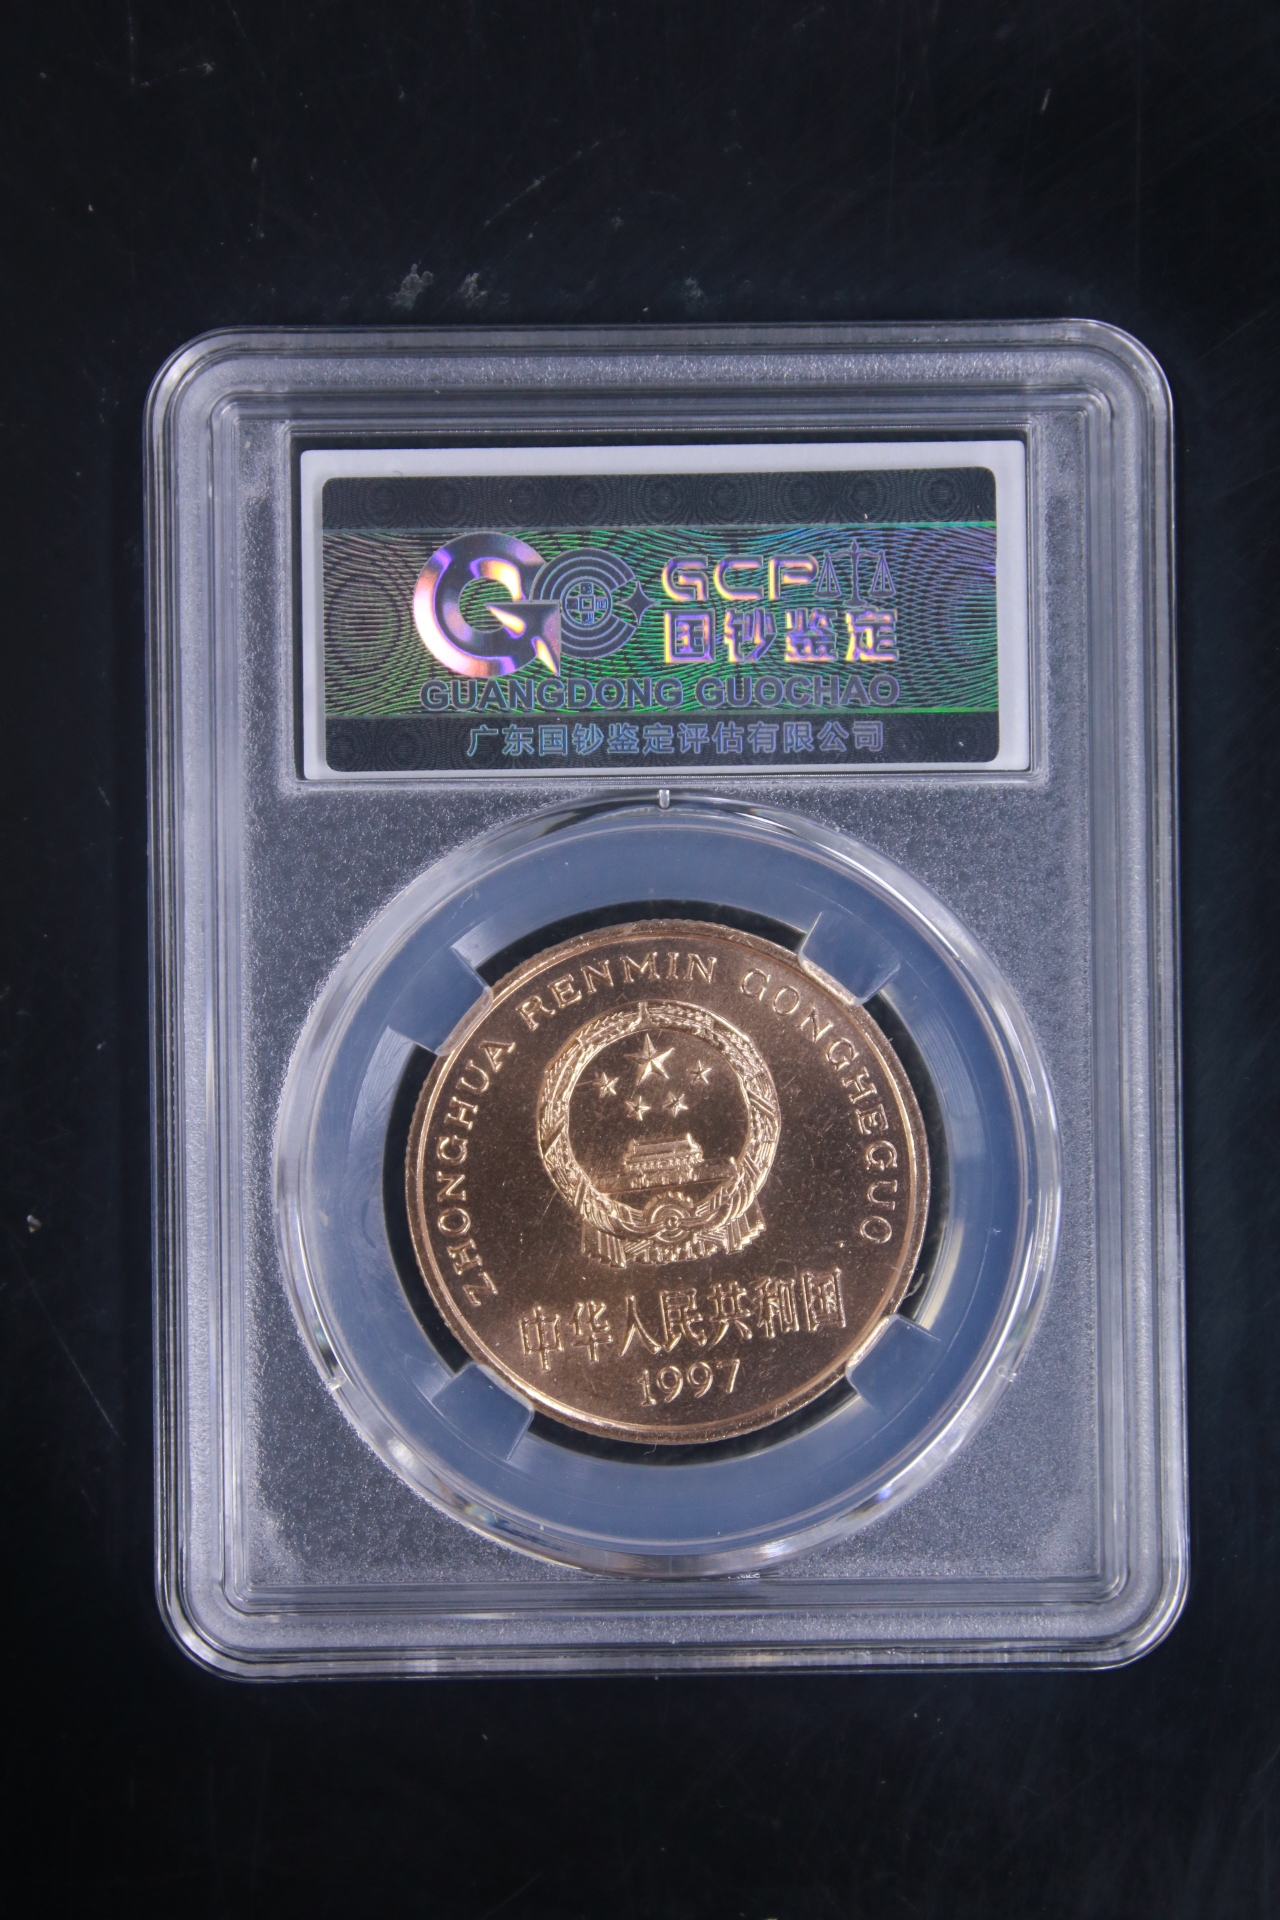 GCP
国钞鉴定
GUANGDONG GUOCHAO
广东国钞鉴定评估有限公司
ZHONGHUA RENMIN GONGHEGUO
中华人民共和国
1997